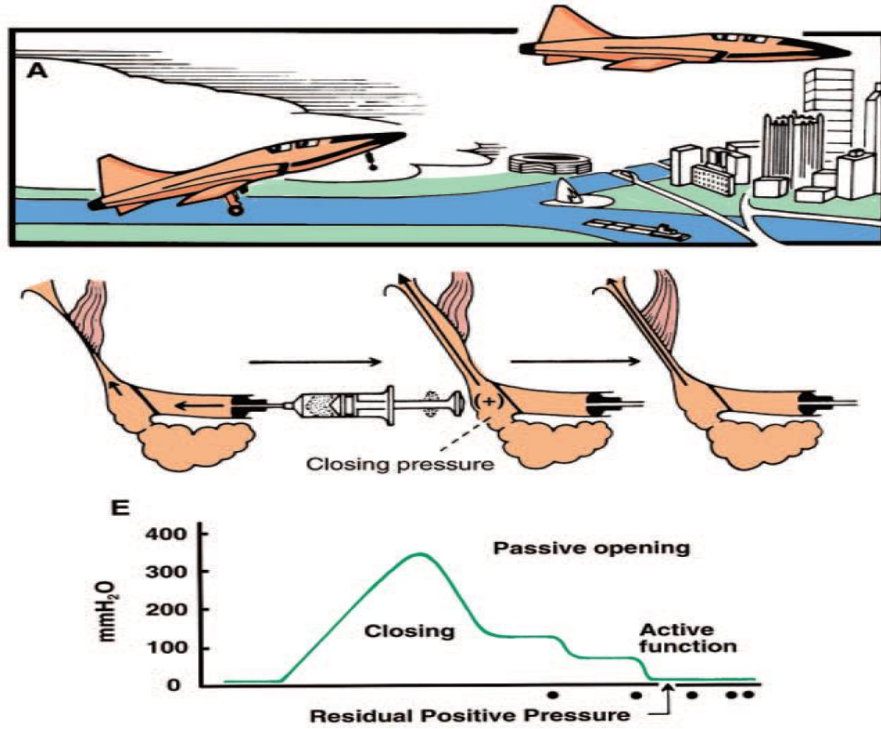 A
(+)
Closing pressure
E
400
300
200
100
0
mmH₂O
Passive opening
Closing
Active
function
Residual Positive Pressure